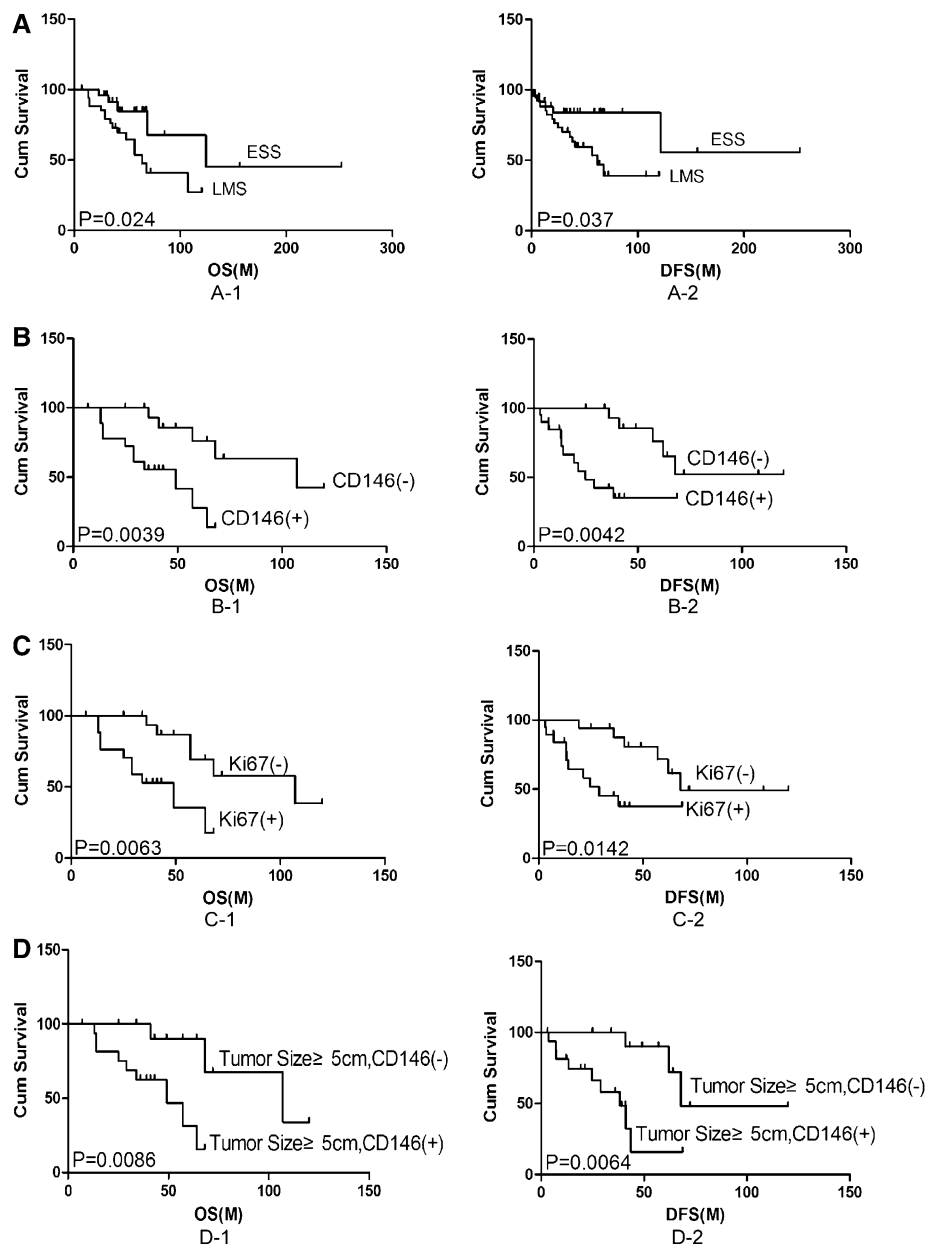 A
150
100
50
0
Cum Survival
ESS
LMS
P=0.024
0 100 200 300
OS(M)
A-1
150
100
50
0
Cum Survival
ESS
LMS
P=0.037
0 100 200 300
DFS(M)
A-2
B
150
100
50
0
Cum Survival
CD146(-)
CD146(+)
P=0.0039
0 50 100 150
OS(M)
B-1
150
100
50
0
Cum Survival
CD146(-)
CD146(+)
P=0.0042
0 50 100 150
DFS(M)
B-2
C
150
100
50
0
Cum Survival
Ki67(-)
Ki67(+)
P=0.0063
0 50 100 150
OS(M)
C-1
150
100
50
0
Cum Survival
Ki67(-)
Ki67(+)
P=0.0142
0 50 100 150
DFS(M)
C-2
D
150
100
50
0
Cum Survival
Tumor Size≥ 5cm,CD146(-)
Tumor Size≥ 5cm,CD146(+)
P=0.0086
0 50 100 150
OS(M)
D-1
150
100
50
0
Cum Survival
Tumor Size≥ 5cm,CD146(-)
Tumor Size≥ 5cm,CD146(+)
P=0.0064
0 50 100 150
DFS(M)
D-2